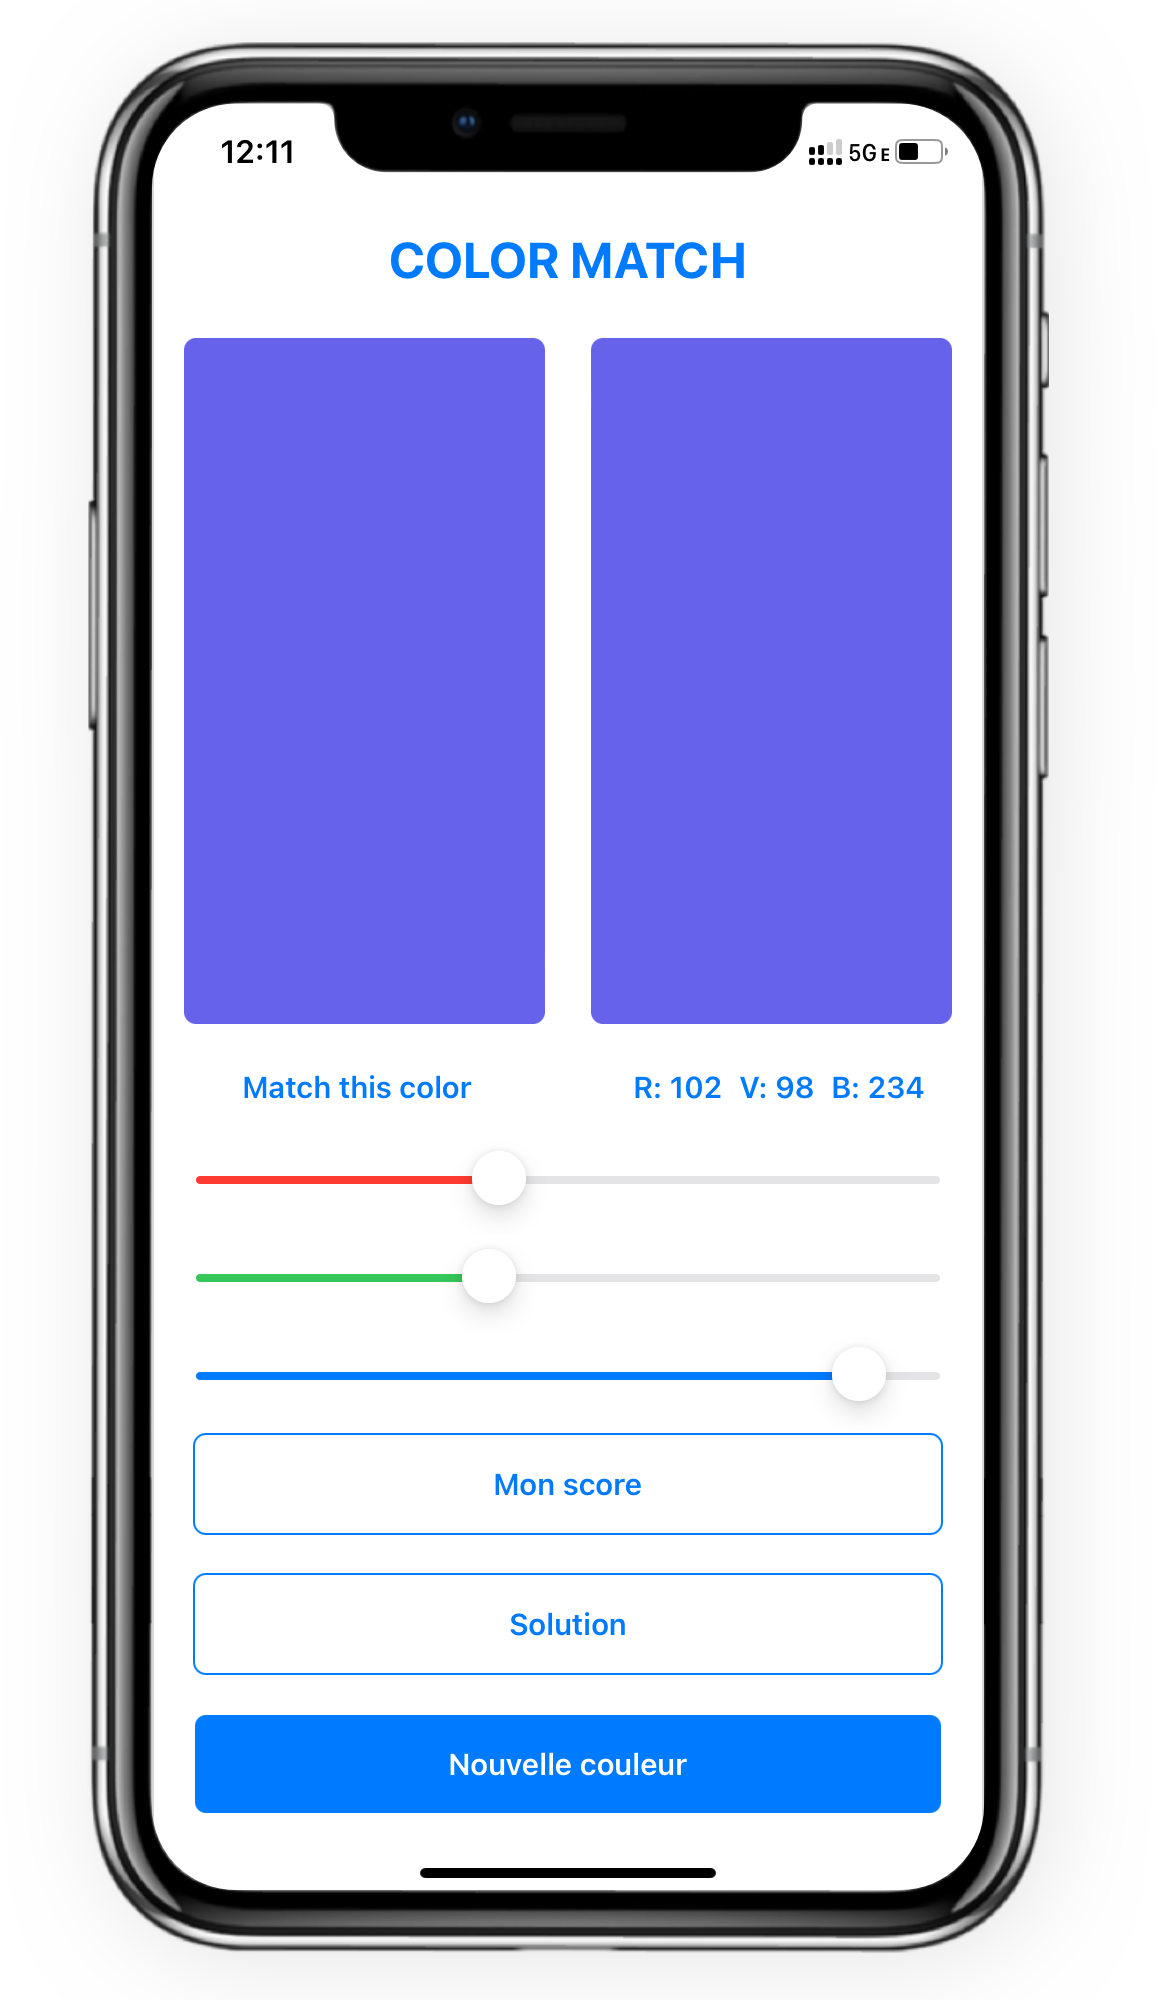 12:11 5G E
COLOR MATCH
Match this color R: 102 V: 98 B: 234
Mon score
Solution
Nouvelle couleur